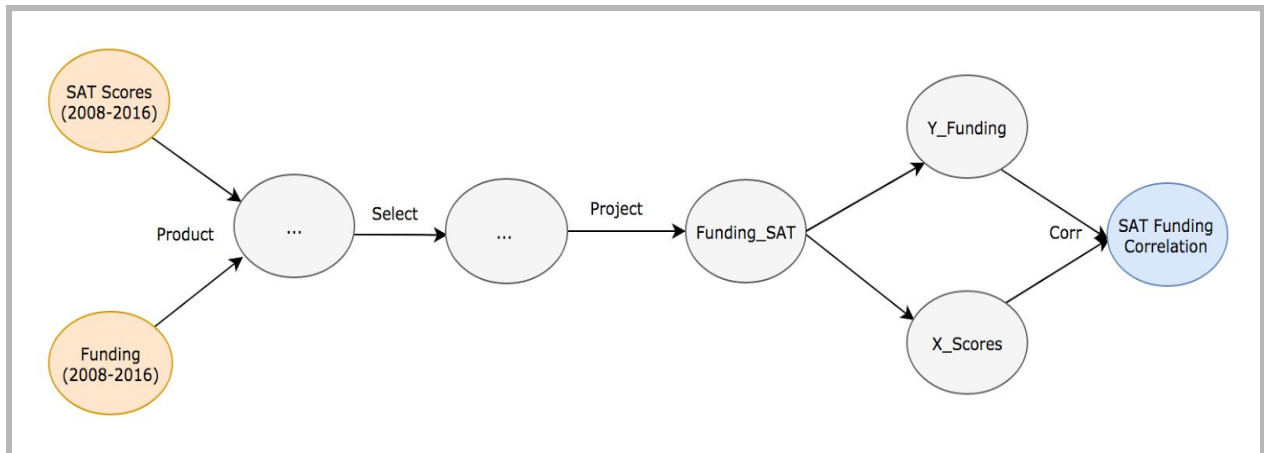 SAT Scores
(2008-2016)
Product
Funding
(2008-2016)
...
Select
...
Project
Funding_SAT
Y_Funding
X_Scores
Corr
SAT Funding
Correlation